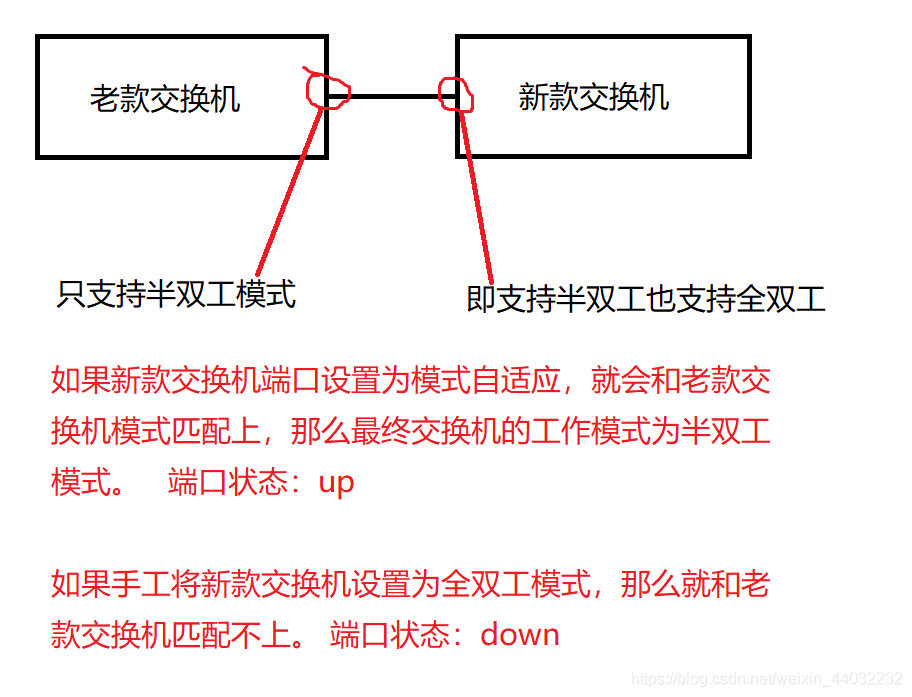 老款交换机
新款交换机
只支持半双工模式
即支持半双工也支持全双工
如果新款交换机端口设置为模式自适应，就会和老款交
换机模式匹配上，那么最终交换机的工作模式为半双工
模式。 端口状态：up
如果手工将新款交换机设置为全双工模式，那么就和老
款交换机匹配不上。 端口状态：down
https://blog.csdn.net/weixin_44032232